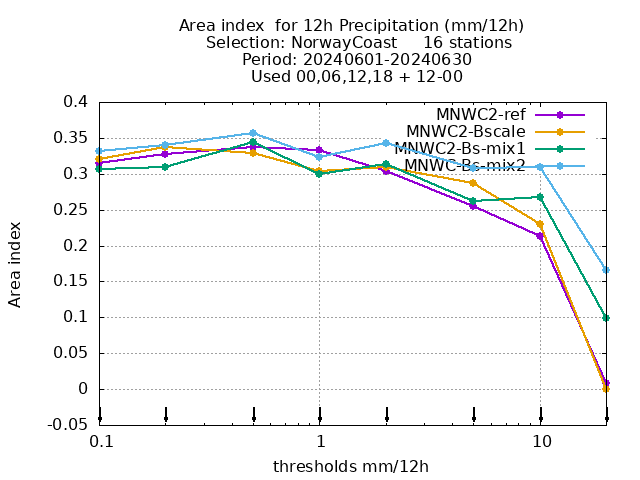 Area index  for 12h Precipitation (mm/12h)
Selection: NorwayCoast     16 stations
Period: 20240601-20240630
Used 00,06,12,18 + 12-00
0.4
0.35
0.3
0.25
0.2
0.15
0.1
0.05
0
-0.05
Area index
MNWC2-ref
MNWC2-Bscale
MNWC2-Bs-mix1
MNWC-Bs-mix2
0.1
1
10
thresholds mm/12h